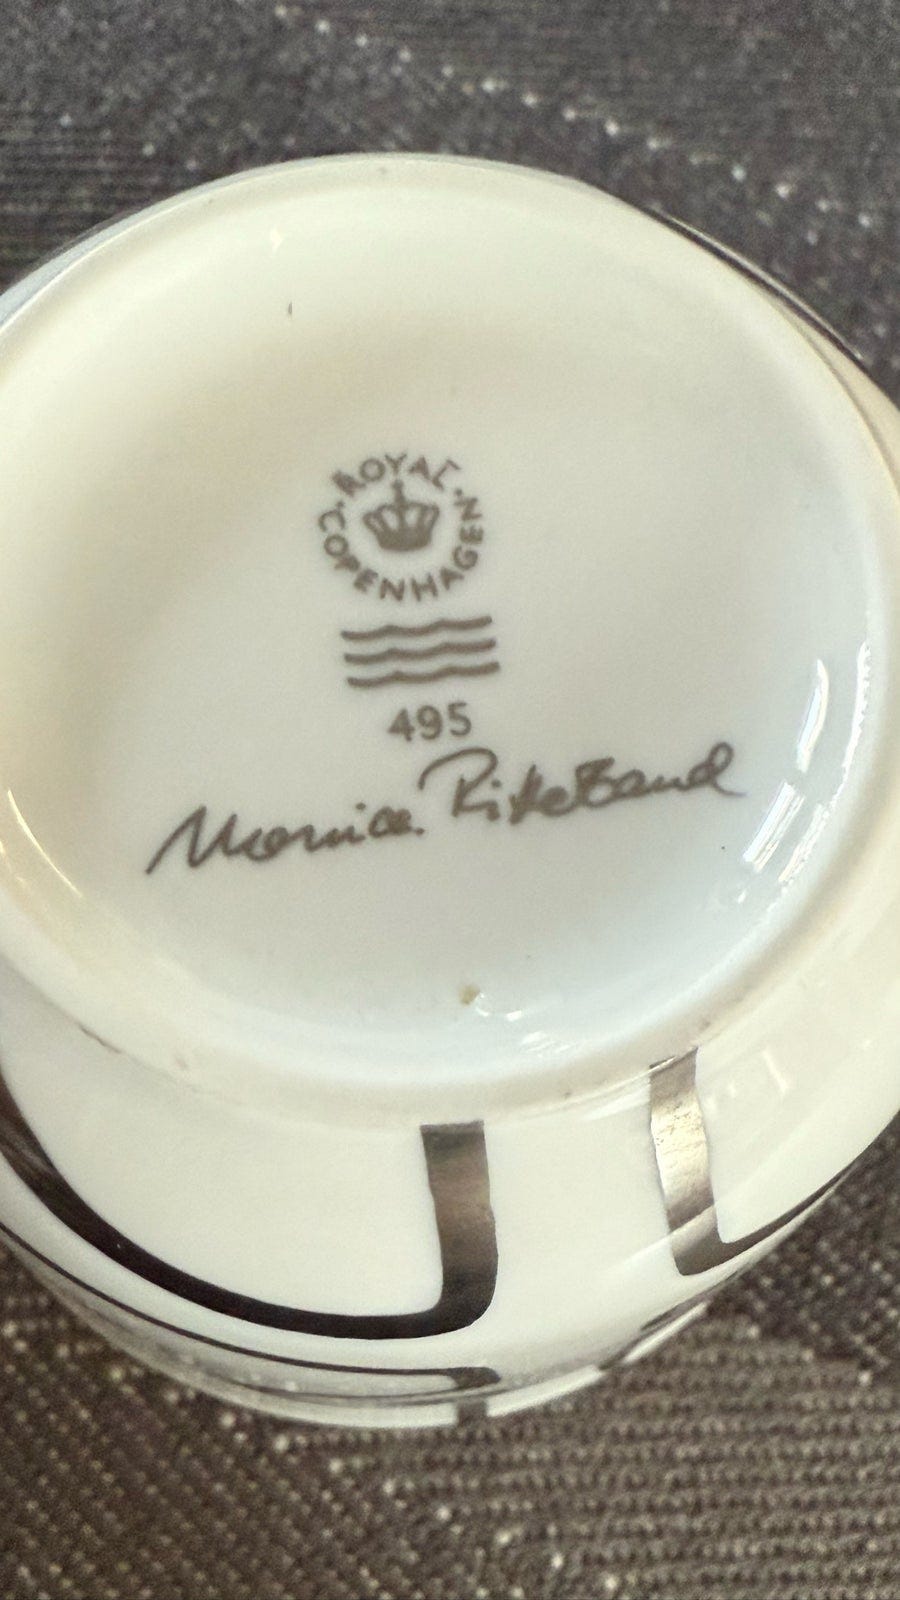 ROYAL COPENHAGEN
495
Monica Ritterband